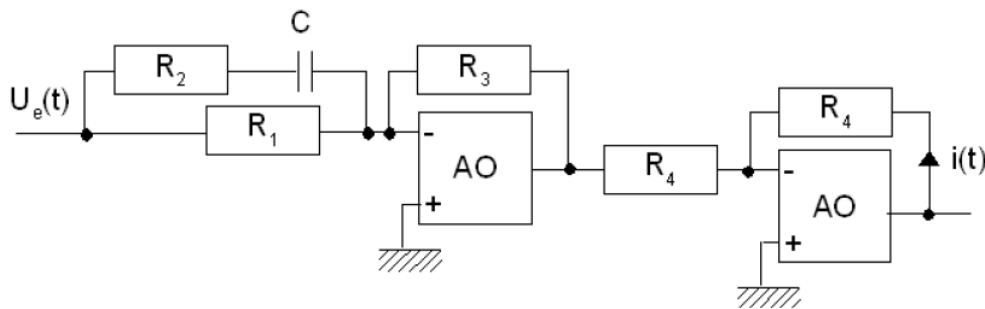 C
R₂
R₃
Uₑ(t)
R₄
R₁
-
AO
+
R₄
-
i(t)
AO
+